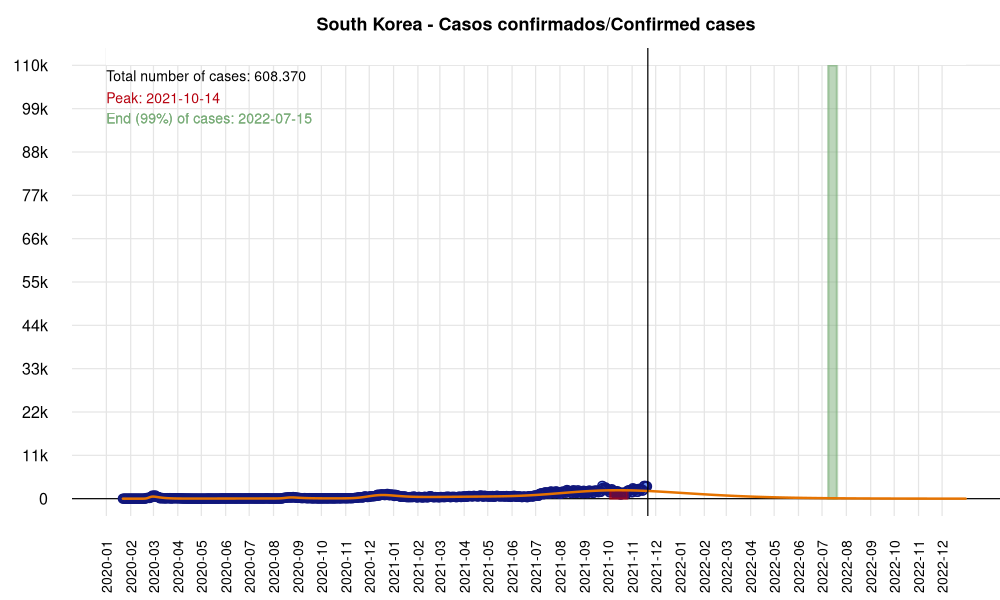 South Korea - Casos confirmados/Confirmed cases
110k
Total number of cases: 608.370
Peak: 2021-10-14
99k
End (99%) of cases: 2022-07-15
88k
77k
66k
55k
44k
33k
22k
11k
0
2020-01
2020-02
2020-03
2020-04
2020-05
2020-06
2020-07
2020-08
2020-09
2020-10
2020-11
2020-12
2021-01
2021-02
2021-03
2021-04
2021-05
2021-06
2021-07
2021-08
2021-09
2021-10
2021-11
2021-12
2022-01
2022-02
2022-03
2022-04
2022-05
2022-06
2022-07
2022-08
2022-09
2022-10
2022-11
2022-12